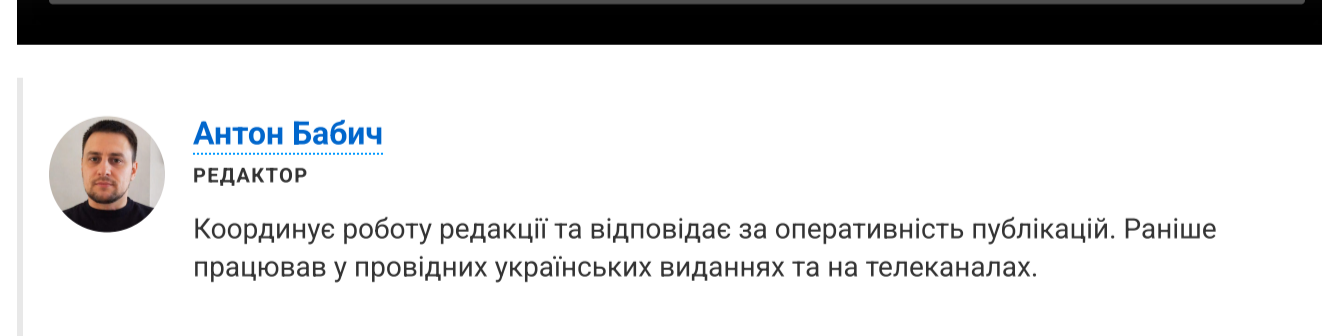 Антон Бабич
РЕДАКТОР
Координує роботу редакції та відповідає за оперативність публікацій. Раніше
працював у провідних українських виданнях та на телеканалах.